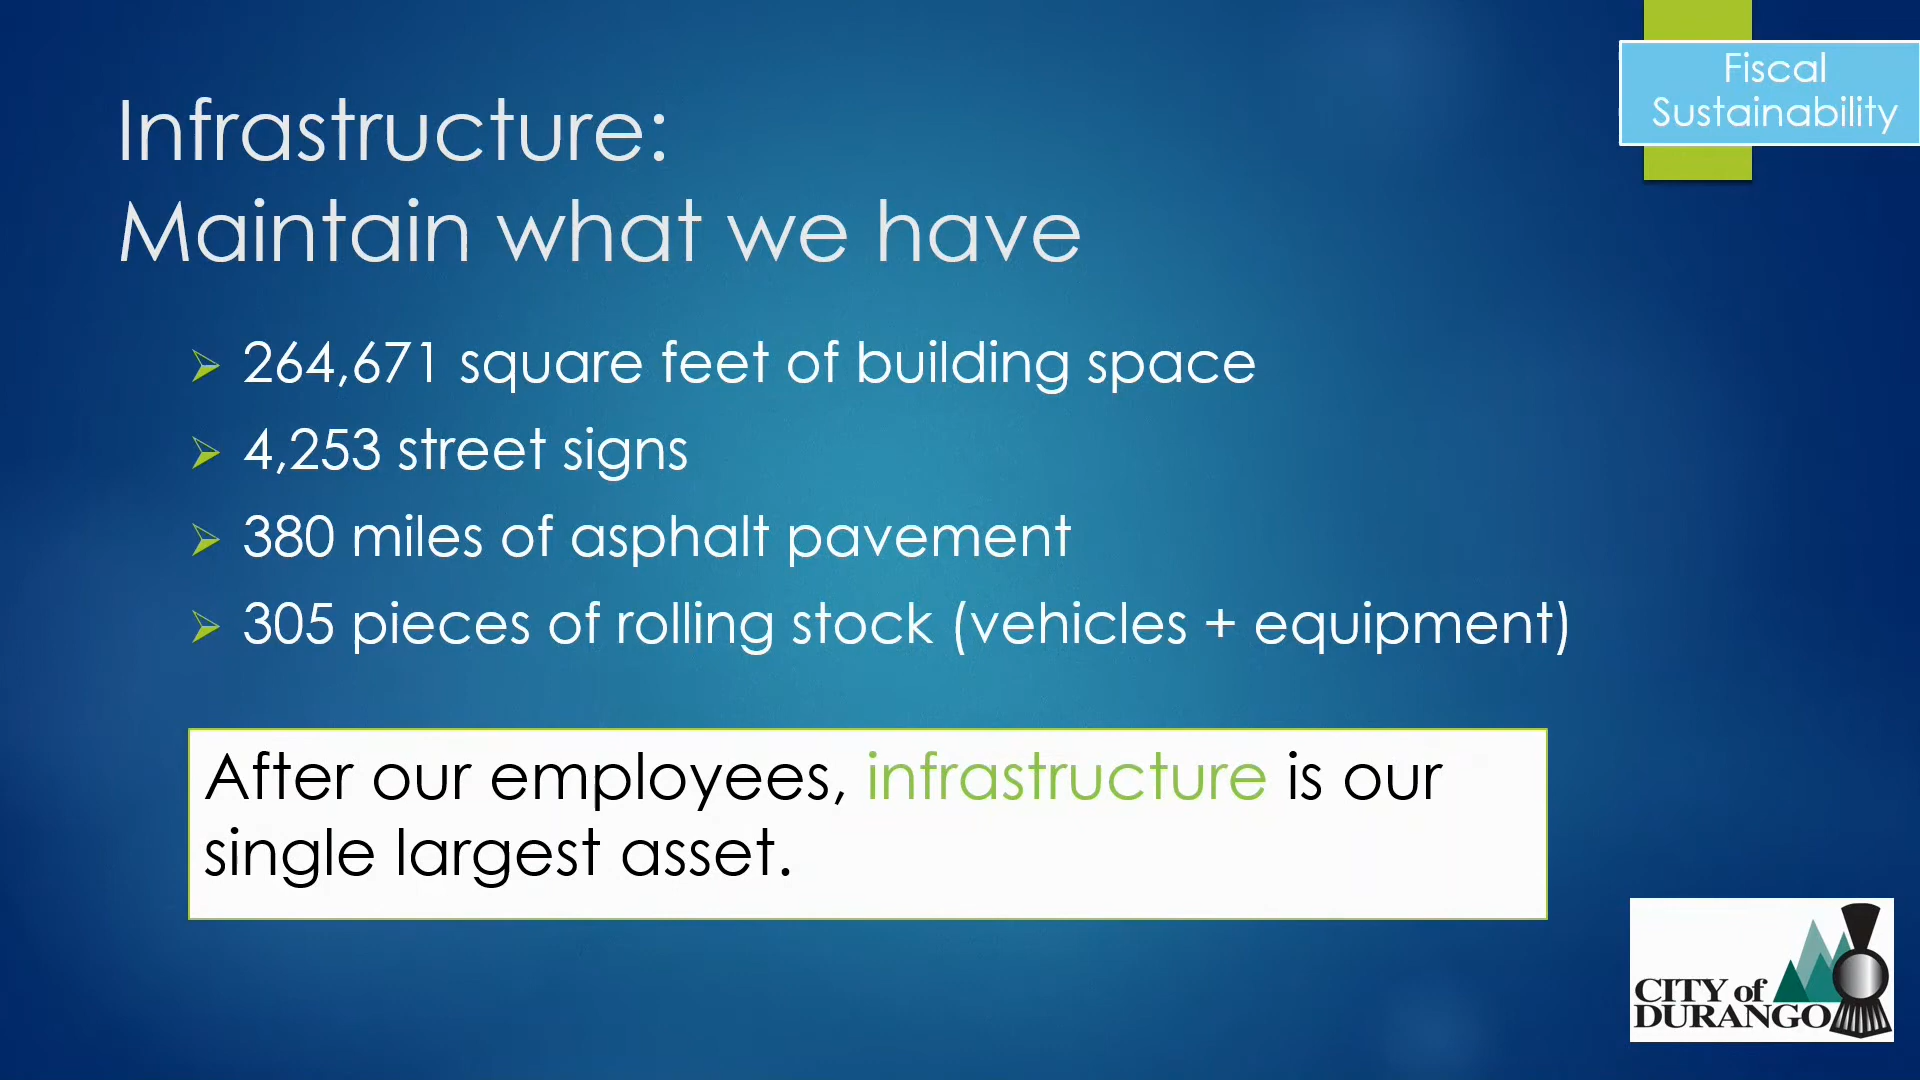 Fiscal
Sustainability
Infrastructure:
Maintain what we have
264,671 square feet of building space
4,253 street signs
380 miles of asphalt pavement
305 pieces of rolling stock (vehicles + equipment)
After our employees, infrastructure is our
single largest asset.
CITY of
DURANGO